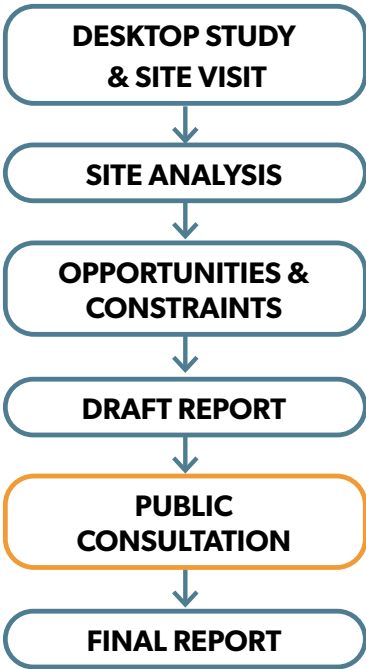 DESKTOP STUDY
& SITE VISIT
SITE ANALYSIS
OPPORTUNITIES &
CONSTRAINTS
DRAFT REPORT
PUBLIC
CONSULTATION
FINAL REPORT